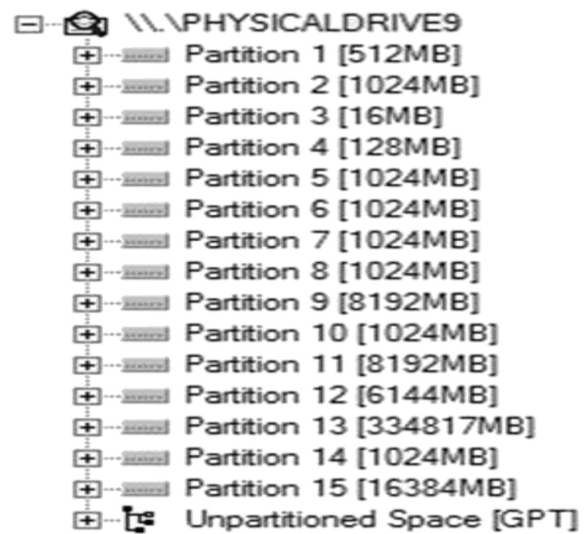 \\.\PHYSICALDRIVE9
Partition 1 [512MB]
Partition 2 [1024MB]
Partition 3 [16MB]
Partition 4 [128MB]
Partition 5 [1024MB]
Partition 6 [1024MB]
Partition 7 [1024MB]
Partition 8 [1024MB]
Partition 9 [8192MB]
Partition 10 [1024MB]
Partition 11 [8192MB]
Partition 12 [6144MB]
Partition 13 [334817MB]
Partition 14 [1024MB]
Partition 15 [16384MB]
Unpartitioned Space [GPT]